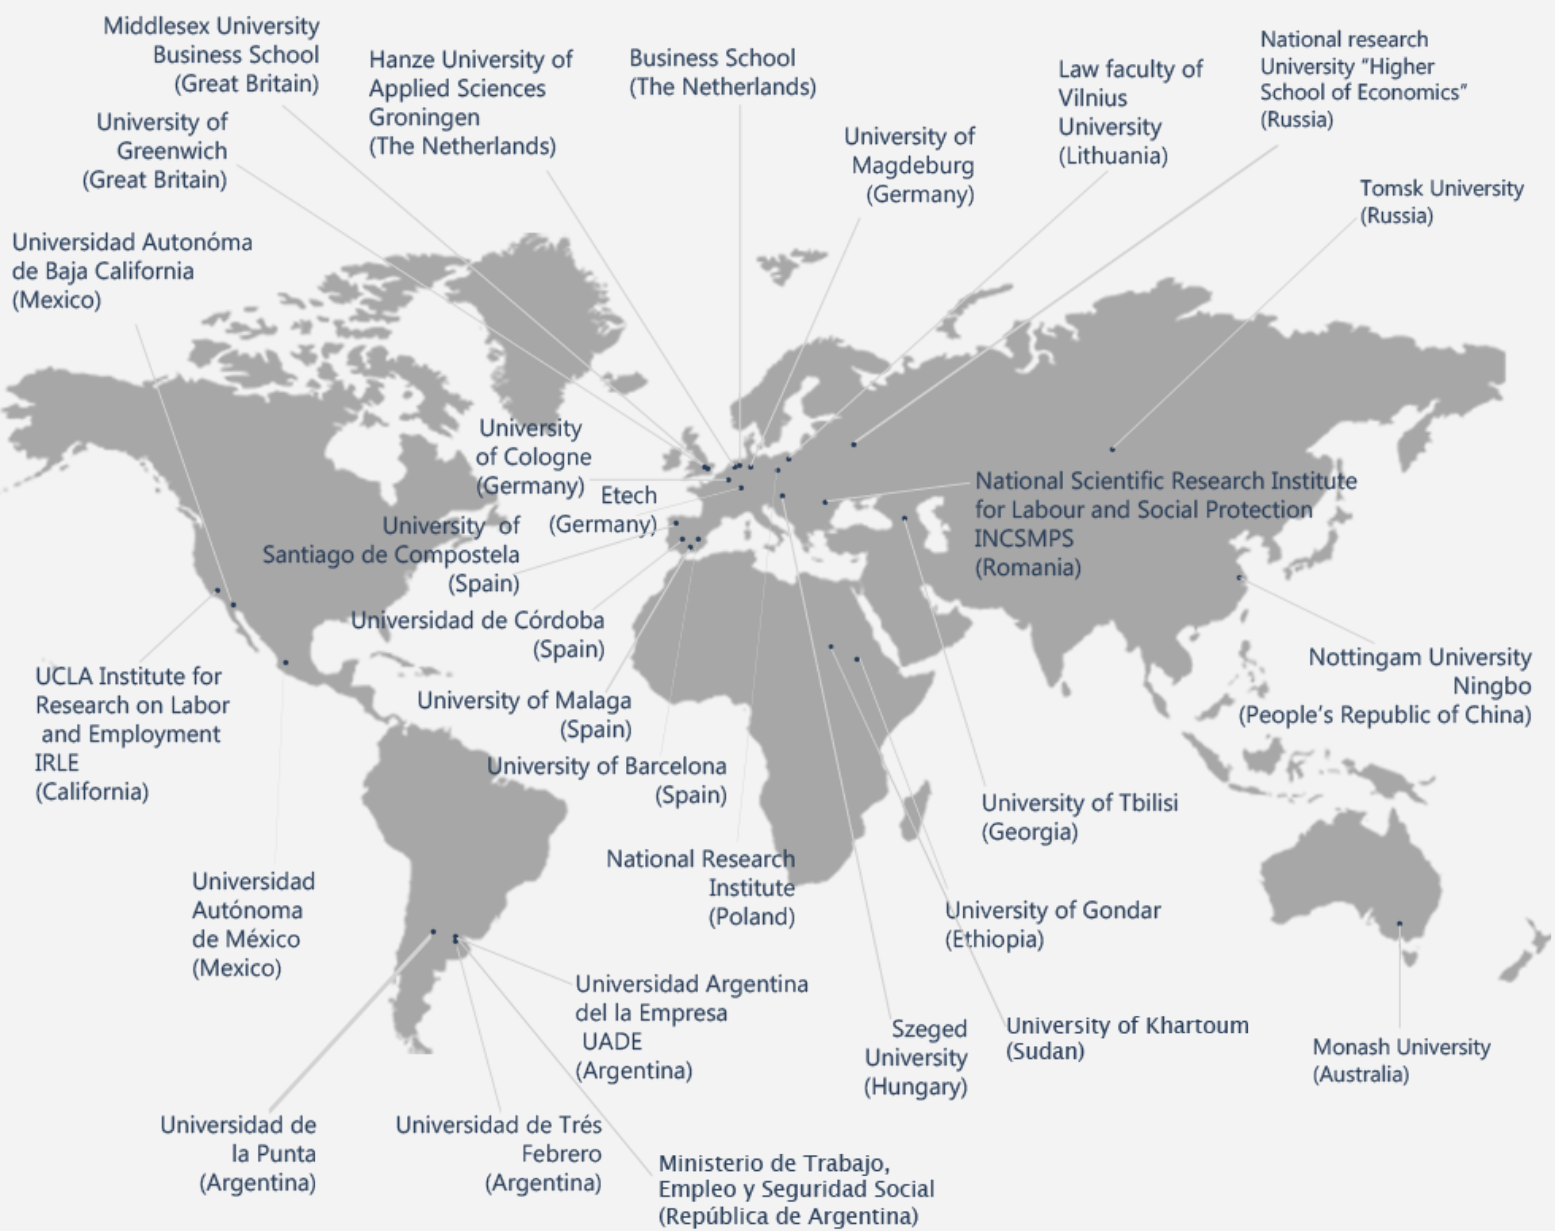 Middlesex University
Business School
(Great Britain)
Hanze University of
Applied Sciences
Groningen
(The Netherlands)
Business School
(The Netherlands)
Law faculty of
Vilnius
University
(Lithuania)
National research
University “Higher
School of Economics”
(Russia)
University of
Greenwich
(Great Britain)
University of
Magdeburg
(Germany)
Tomsk University
(Russia)
Universidad Autonóma
de Baja California
(Mexico)
University
of Cologne
(Germany)
Etech
(Germany)
National Scientific Research Institute
for Labour and Social Protection
INCSMPS
(Romania)
University of
Santiago de Compostela
(Spain)
Universidad de Córdoba
(Spain)
Nottingam University
Ningbo
(People’s Republic of China)
UCLA Institute for
Research on Labor
and Employment
IRLE
(California)
University of Malaga
(Spain)
University of Barcelona
(Spain)
University of Tbilisi
(Georgia)
National Research
Institute
(Poland)
Universidad
Autónoma
de México
(Mexico)
University of Gondar
(Ethiopia)
Universidad Argentina
del la Empresa
UADE
(Argentina)
Szeged
University
(Hungary)
University of Khartoum
(Sudan)
Monash University
(Australia)
Universidad de
la Punta
(Argentina)
Universidad de Trés
Febrero
(Argentina)
Ministerio de Trabajo,
Empleo y Seguridad Social
(República de Argentina)